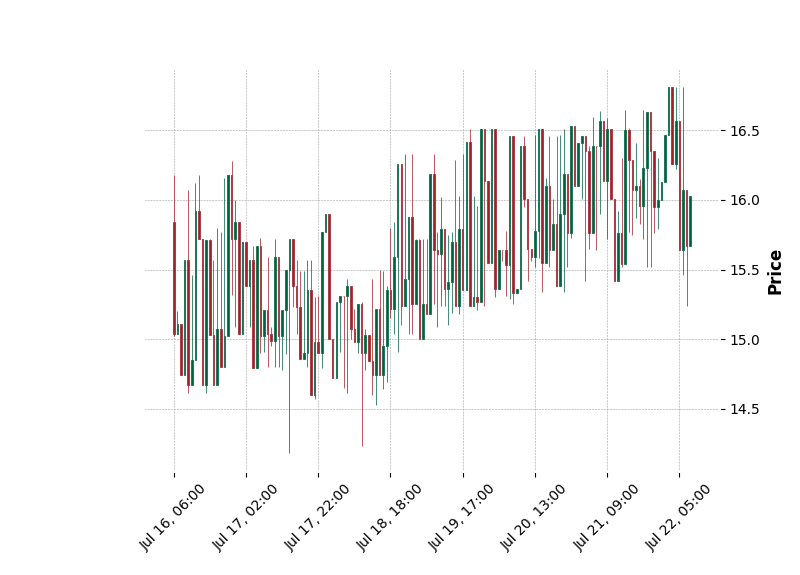 16.5
16.0
15.5
15.0
14.5
Price
Jul 16, 06:00
Jul 17, 02:00
Jul 17, 22:00
Jul 18, 18:00
Jul 19, 17:00
Jul 20, 13:00
Jul 21, 09:00
Jul 22, 05:00